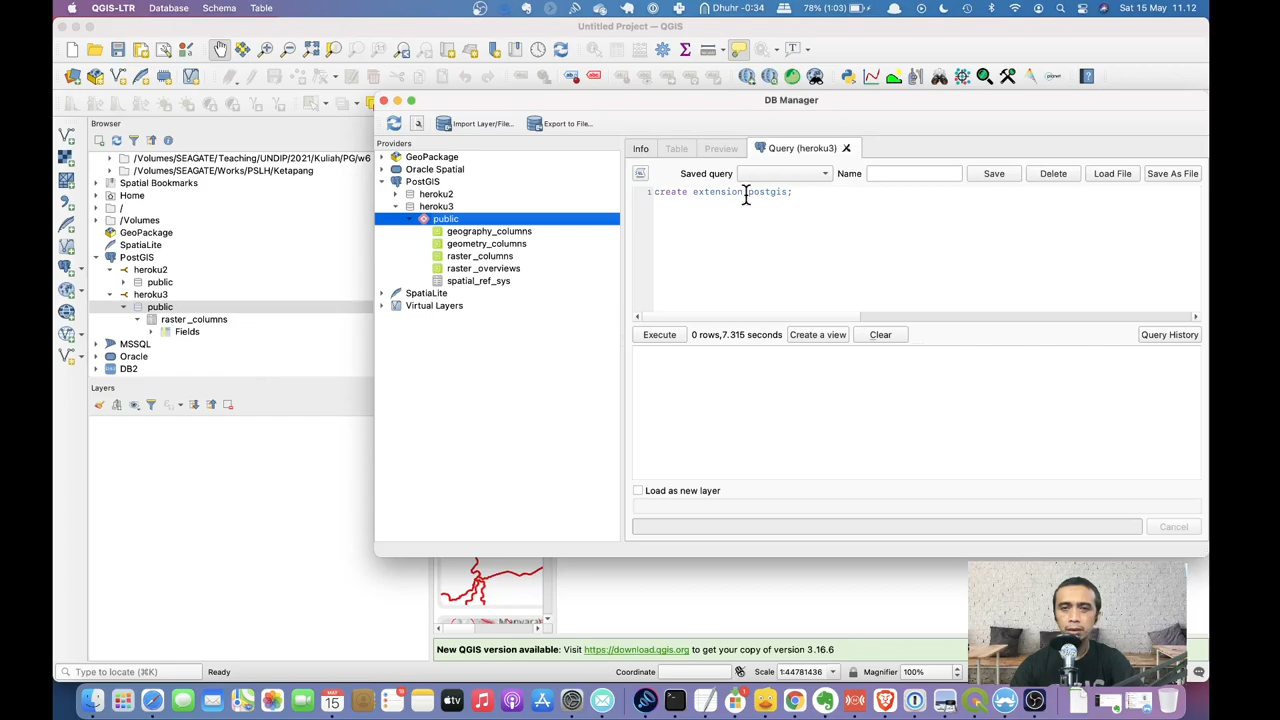 QGIS-LTR Database Schema Table
Dhuhr -0:34 78% (1:03) Sat 15 May 11.12
Untitled Project — QGIS
DB Manager
Browser
/Volumes/SEAGATE/Teaching/UNDIP/2021/Kuliah/PG/w6
/Volumes/SEAGATE/Works/PSLH/Ketapang
Spatial Bookmarks
Home
/
/Volumes
GeoPackage
SpatiaLite
PostGIS
heroku2
public
heroku3
public
raster_columns
Fields
MSSQL
Oracle
DB2
Layers
Import Layer/File... Export to File...
Providers
GeoPackage
Oracle Spatial
PostGIS
heroku2
heroku3
public
geography_columns
geometry_columns
raster_columns
raster_overviews
spatial_ref_sys
SpatiaLite
Virtual Layers
Info Table Preview Query (heroku3)
Saved query Name Save Delete Load File Save As File
1 create extension postgis;
Execute 0 rows,7.315 seconds Create a view Clear Query History
Load as new layer
Cancel
New QGIS version available: Visit https://download.qgis.org to get your copy of version 3.16.6
Type to locate (⌘K) Ready Coordinate Scale 1:44781436 Magnifier 100%
MAY
15